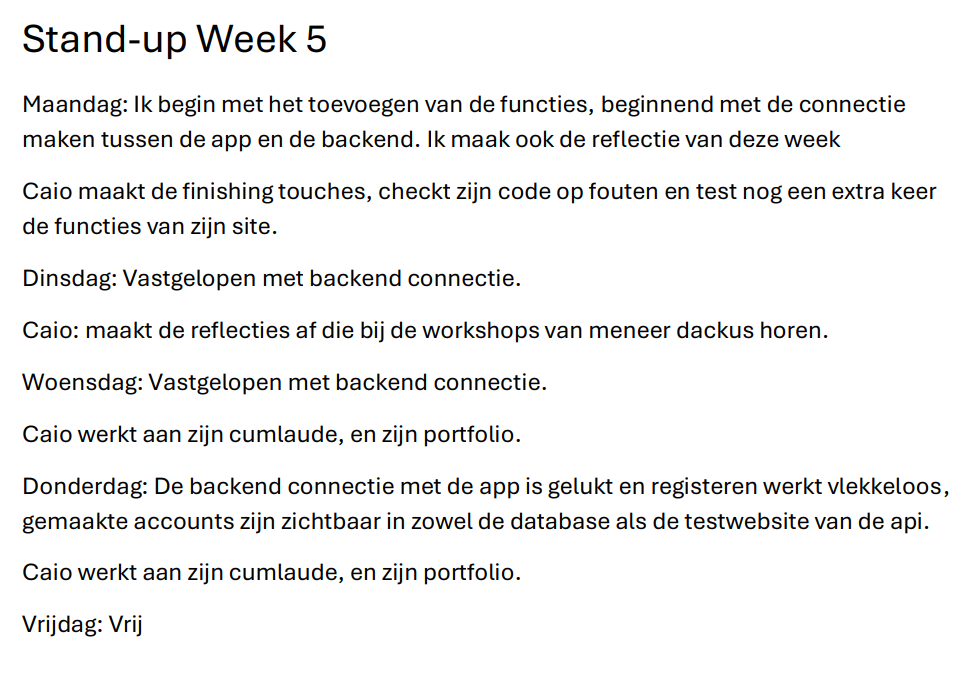 Stand-up Week 5
Maandag: Ik begin met het toevoegen van de functies, beginnend met de connectie
maken tussen de app en de backend. Ik maak ook de reflectie van deze week
Caio maakt de finishing touches, checkt zijn code op fouten en test nog een extra keer
de functies van zijn site.
Dinsdag: Vastgelopen met backend connectie.
Caio: maakt de reflecties af die bij de workshops van meneer dackus horen.
Woensdag: Vastgelopen met backend connectie.
Caio werkt aan zijn cumlaude, en zijn portfolio.
Donderdag: De backend connectie met de app is gelukt en registeren werkt vlekkeloos,
gemaakte accounts zijn zichtbaar in zowel de database als de testwebsite van de api.
Caio werkt aan zijn cumlaude, en zijn portfolio.
Vrijdag: Vrij